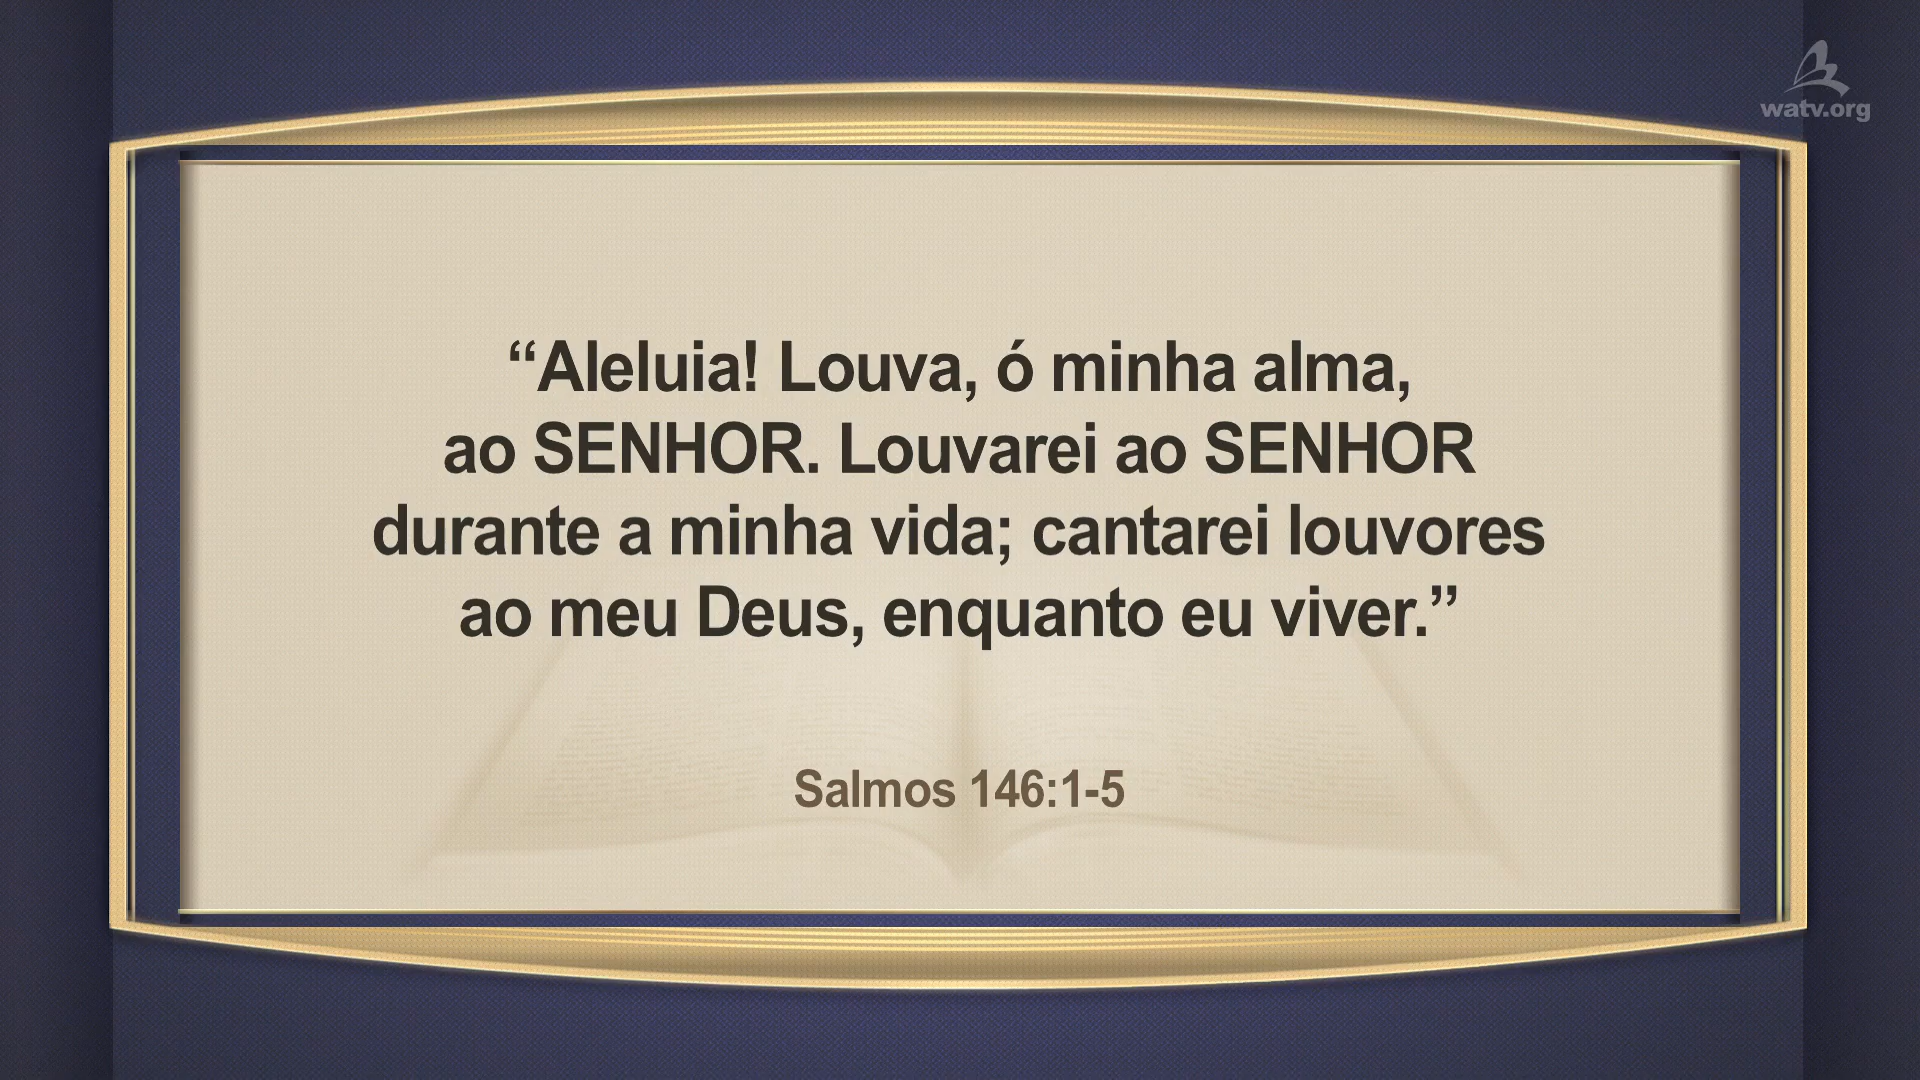 watv.org
“Aleluia! Louva, ó minha alma,
ao SENHOR. Louvarei ao SENHOR
durante a minha vida; cantarei louvores
ao meu Deus, enquanto eu viver.”
Salmos 146:1-5